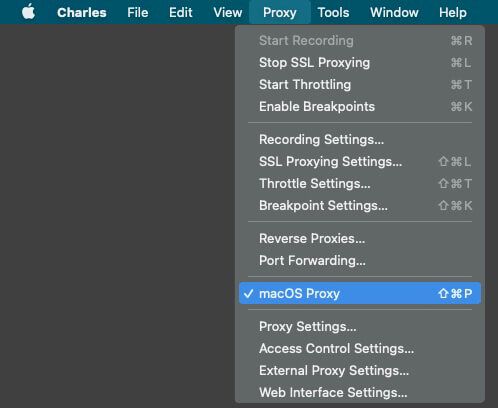 Charles File Edit View Proxy Tools Window Help
Start Recording ⌘R
Stop SSL Proxying ⌘L
Start Throttling ⌘T
Enable Breakpoints ⌘K
Recording Settings...
SSL Proxying Settings... ⇧⌘L
Throttle Settings... ⇧⌘T
Breakpoint Settings... ⇧⌘K
Reverse Proxies...
Port Forwarding...
✓ macOS Proxy ⇧⌘P
Proxy Settings...
Access Control Settings...
External Proxy Settings...
Web Interface Settings...